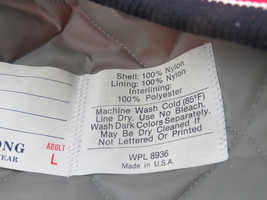 Shell: 100% Nylon
Lining: 100% Nylon
Interlining:
100% Polyester
Machine Wash Cold (85°F)
Line Dry. Use No Bleach.
Wash Dark Colors Separately.
May Be Dry Cleaned If
Not Lettered Or Printed
WPL 8936
Made in U.S.A.
ONG
WEAR
ADULT
L